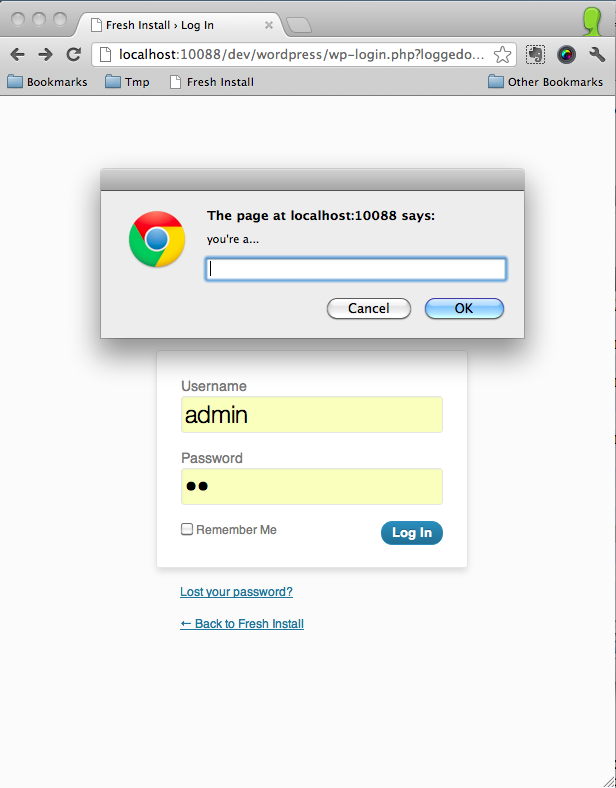 Fresh Install › Log In
localhost:10088/dev/wordpress/wp-login.php?loggedo...
Bookmarks Tmp Fresh Install Other Bookmarks
The page at localhost:10088 says:
you're a...
Cancel OK
Username
admin
Password
Remember Me Log In
Lost your password?
← Back to Fresh Install